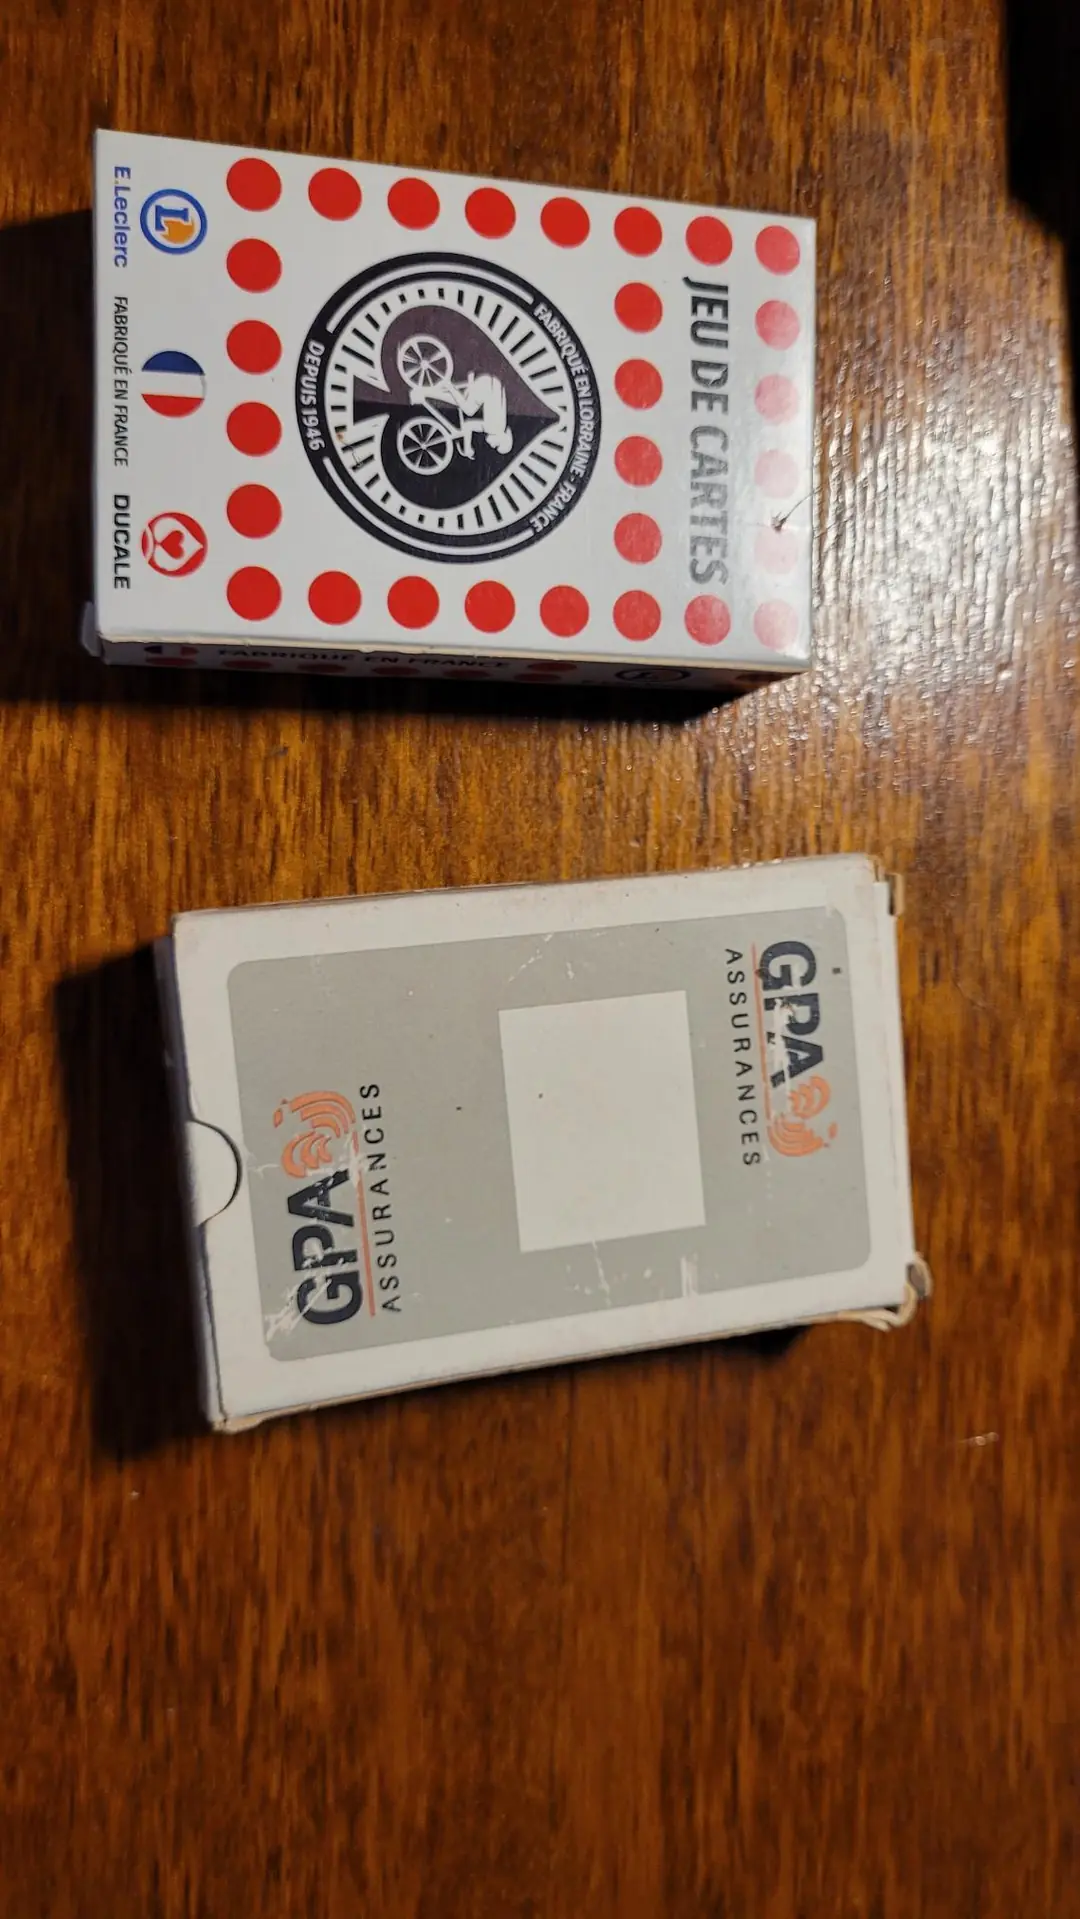 JEU DE CARTES
FABRIQUÉ EN LORRAINE - FRANCE
DEPUIS 1946
E.Leclerc
FABRIQUÉ EN FRANCE
DUCALE
FABRIQUÉ EN FRANCE
GPA
ASSURANCES
GPA
ASSURANCES